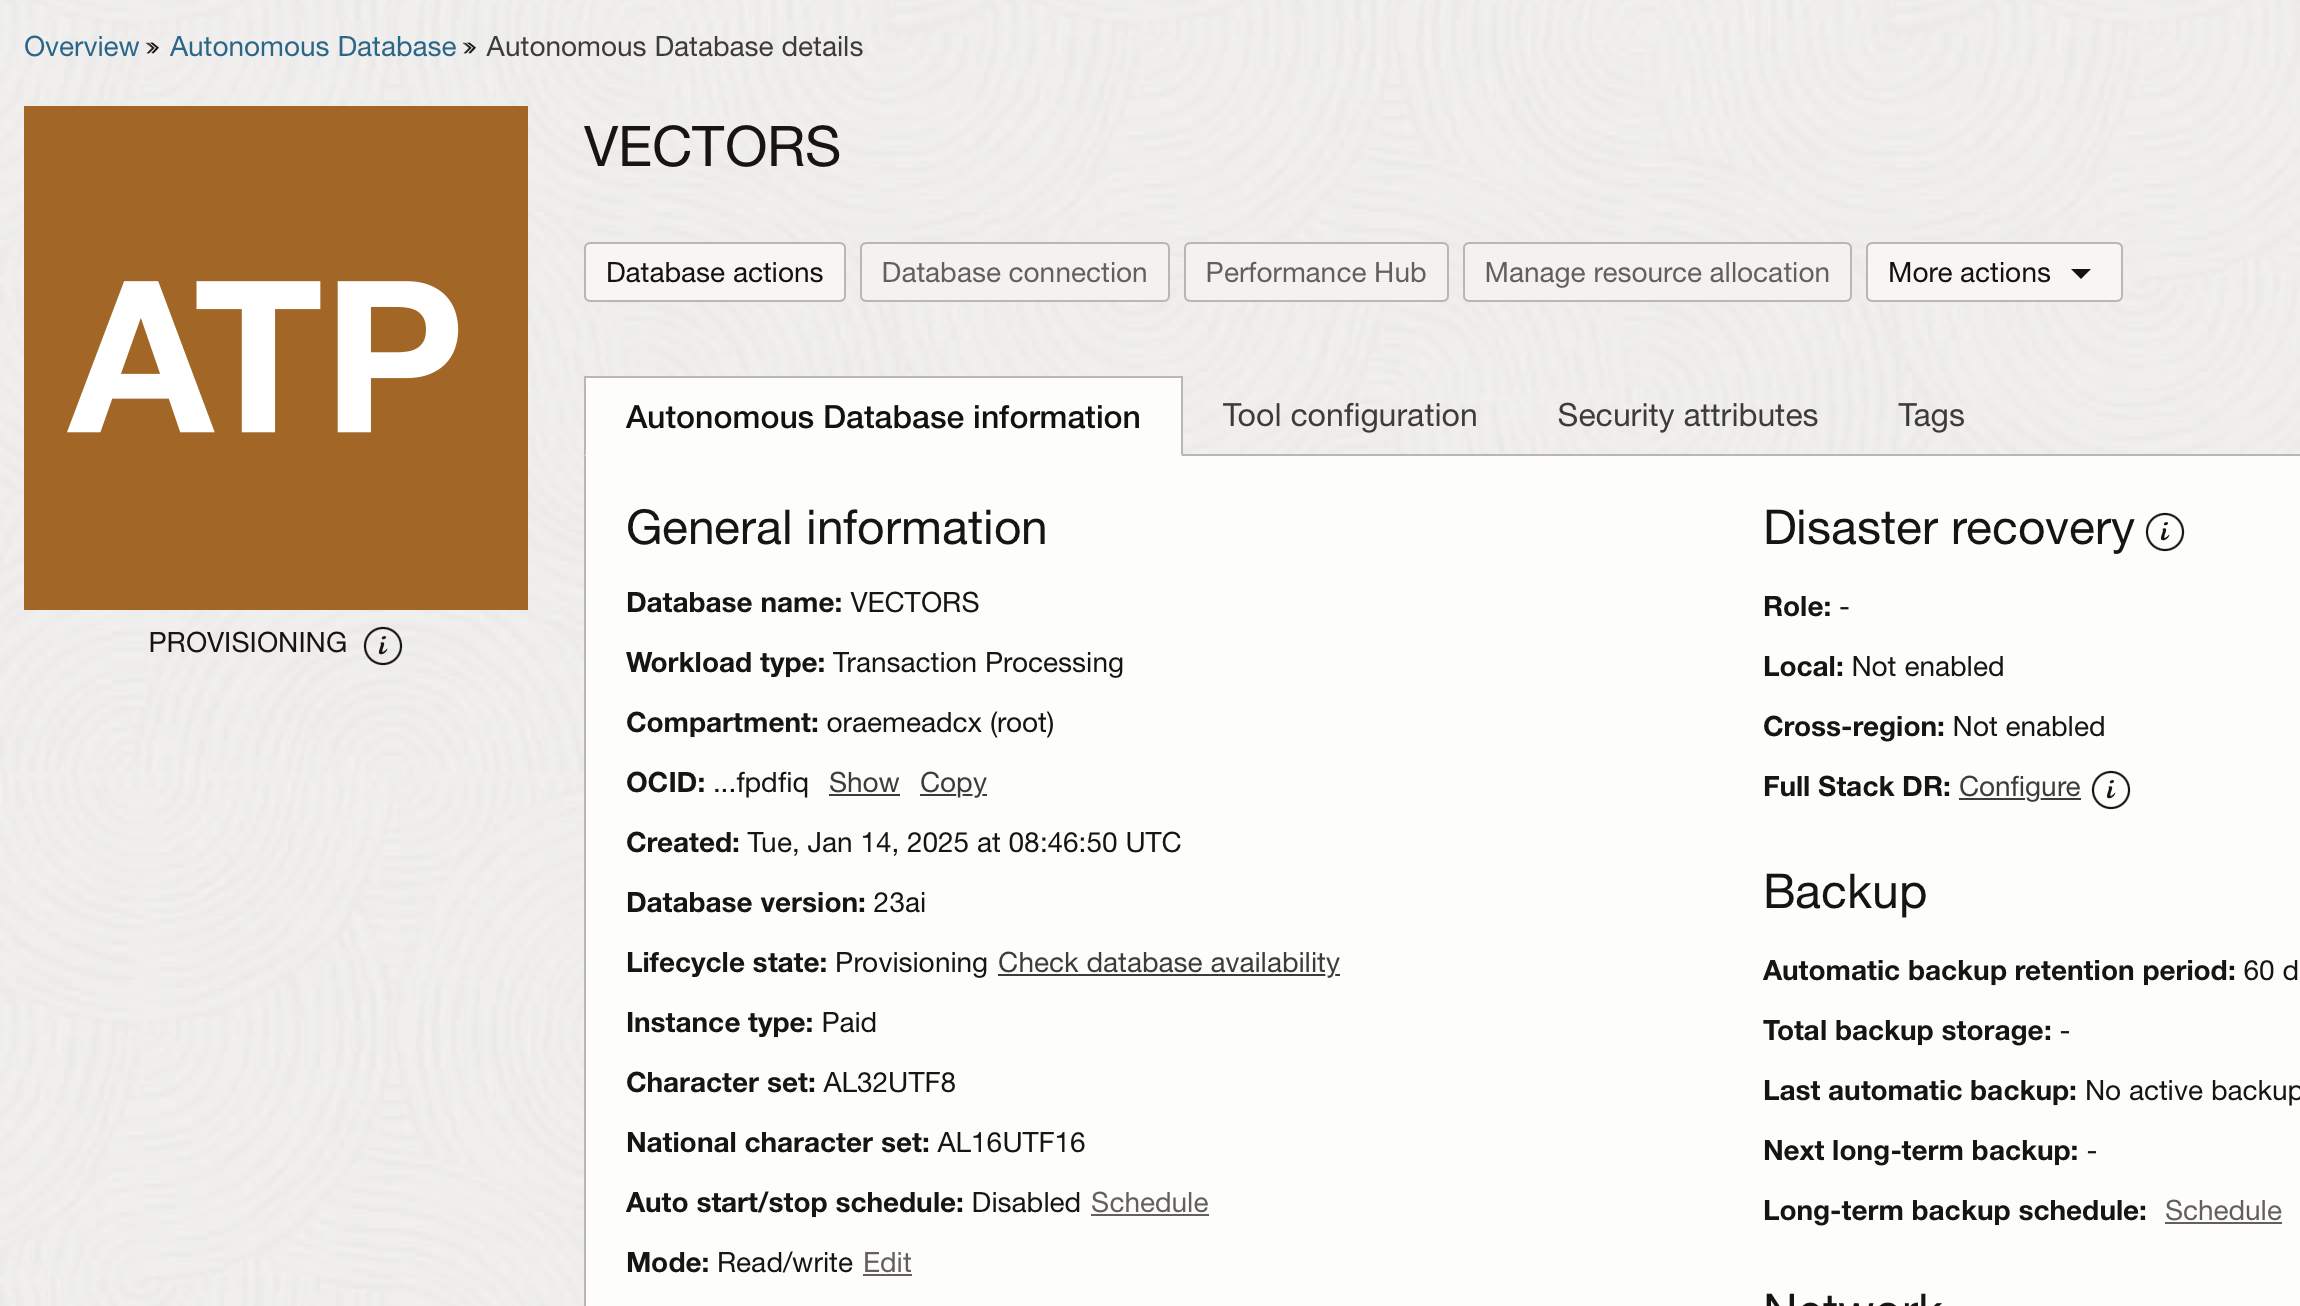 Overview » Autonomous Database » Autonomous Database details
ATP
PROVISIONING
VECTORS
Database actions
Database connection
Performance Hub
Manage resource allocation
More actions
Autonomous Database information
Tool configuration
Security attributes
Tags
General information
Database name: VECTORS
Workload type: Transaction Processing
Compartment: oraemeadcx (root)
OCID: ...fpdfiq Show Copy
Created: Tue, Jan 14, 2025 at 08:46:50 UTC
Database version: 23ai
Lifecycle state: Provisioning Check database availability
Instance type: Paid
Character set: AL32UTF8
National character set: AL16UTF16
Auto start/stop schedule: Disabled Schedule
Mode: Read/write Edit
Disaster recovery
Role: -
Local: Not enabled
Cross-region: Not enabled
Full Stack DR: Configure
Backup
Automatic backup retention period: 60 d
Total backup storage: -
Last automatic backup: No active backup
Next long-term backup: -
Long-term backup schedule: Schedule
Network